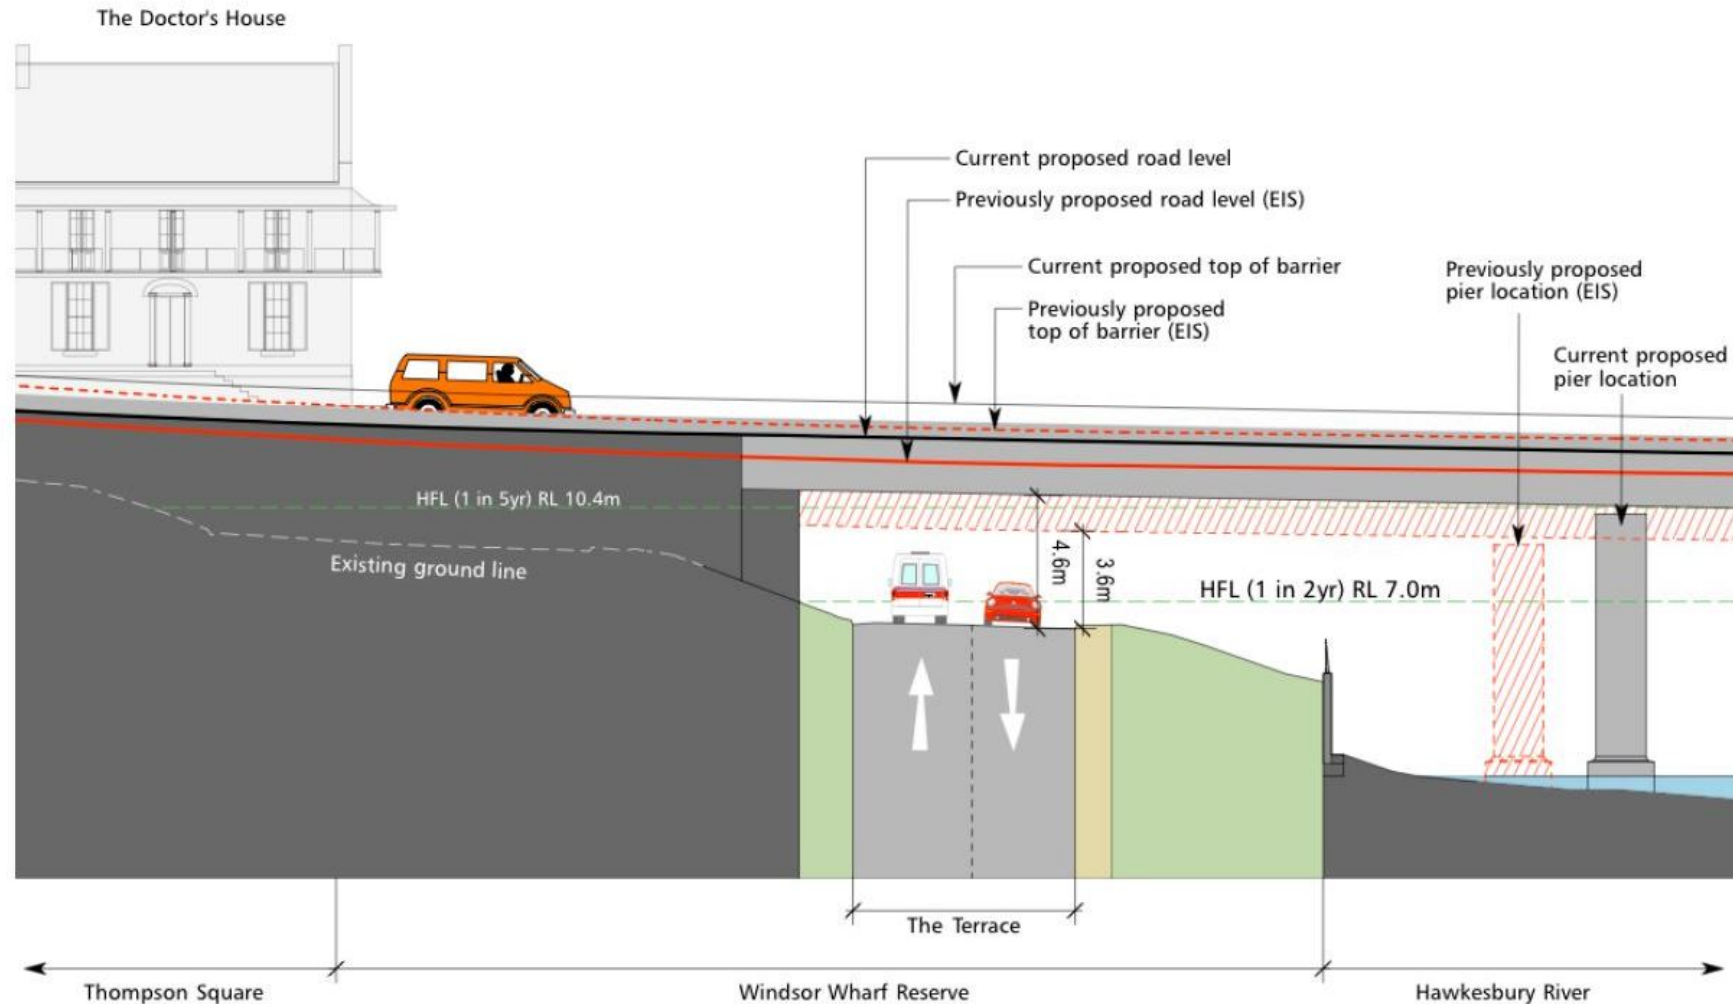 The Doctor's House
Current proposed road level
Previously proposed road level (EIS)
Current proposed top of barrier
Previously proposed
top of barrier (EIS)
Previously proposed
pier location (EIS)
Current proposed
pier location
HFL (1 in 5yr) RL 10.4m
Existing ground line
4.6m
3.6m
HFL (1 in 2yr) RL 7.0m
The Terrace
Thompson Square
Windsor Wharf Reserve
Hawkesbury River